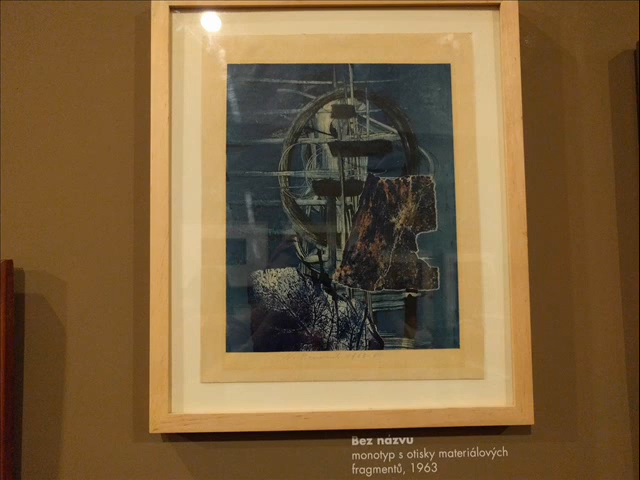 Bez názvu
monotyp s otisky materiálových
fragmentů, 1963